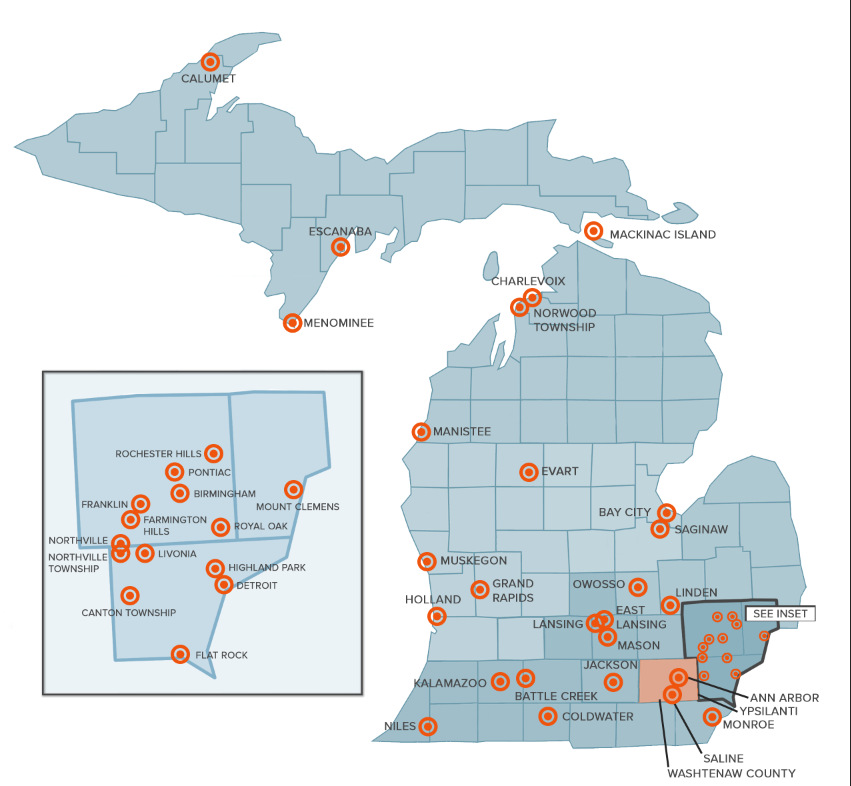 CALUMET
ESCANABA
MACKINAC ISLAND
CHARLEVOIX
NORWOOD
TOWNSHIP
MENOMINEE
MANISTEE
EVART
ROCHESTER HILLS
PONTIAC
BIRMINGHAM
MOUNT CLEMENS
FRANKLIN
FARMINGTON
HILLS
ROYAL OAK
NORTHVILLE
NORTHVILLE
TOWNSHIP
LIVONIA
HIGHLAND PARK
DETROIT
CANTON TOWNSHIP
FLAT ROCK
BAY CITY
SAGINAW
MUSKEGON
GRAND
RAPIDS
OWOSSO
LINDEN
HOLLAND
EAST
LANSING
LANSING
MASON
SEE INSET
JACKSON
KALAMAZOO
BATTLE CREEK
ANN ARBOR
YPSILANTI
MONROE
COLDWATER
NILES
SALINE
WASHTENAW COUNTY